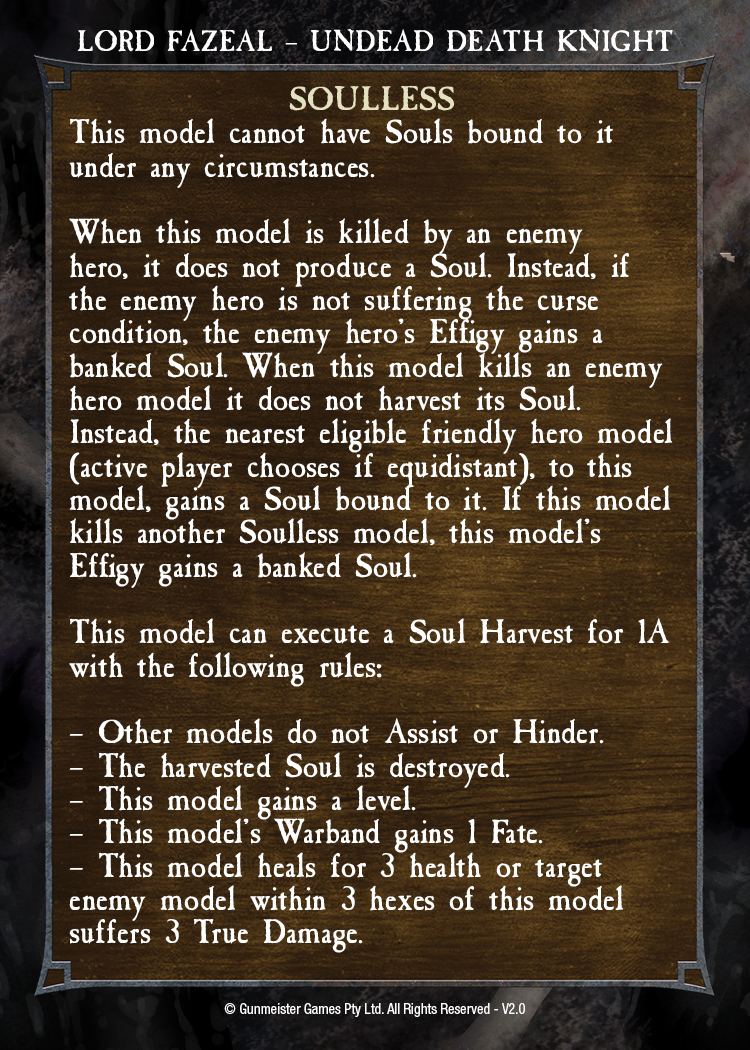 LORD FAZEAL – UNDEAD DEATH KNIGHT
SOULLESS
This model cannot have Souls bound to it
under any circumstances.
When this model is killed by an enemy
hero, it does not produce a Soul. Instead, if
the enemy hero is not suffering the curse
condition, the enemy hero's Effigy gains a
banked Soul. When this model kills an enemy
hero model it does not harvest its Soul.
Instead, the nearest eligible friendly hero model
(active player chooses if equidistant), to this
model, gains a Soul bound to it. If this model
kills another Soulless model, this model's
Effigy gains a banked Soul.
This model can execute a Soul Harvest for 1A
with the following rules:
– Other models do not Assist or Hinder.
– The harvested Soul is destroyed.
– This model gains a level.
– This model's Warband gains 1 Fate.
– This model heals for 3 health or target
enemy model within 3 hexes of this model
suffers 3 True Damage.
© Gunmeister Games Pty Ltd. All Rights Reserved - V2.0